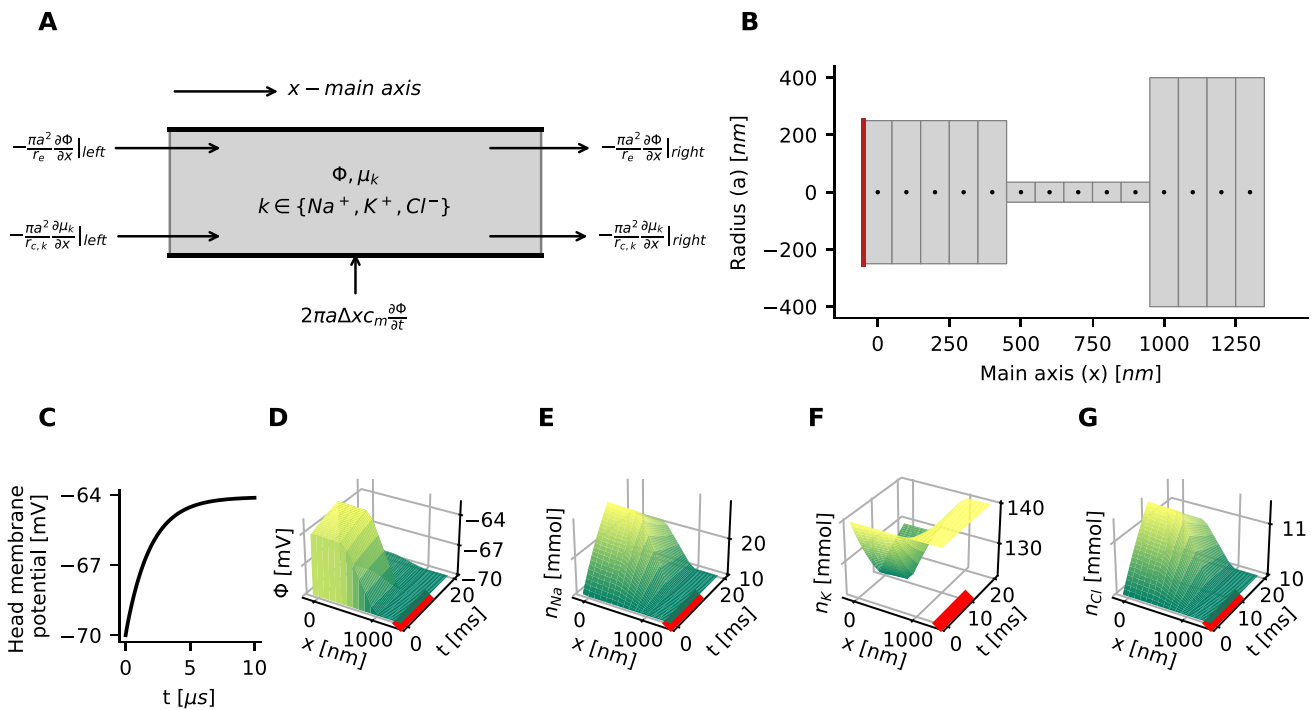 A
x − main axis
−πa²/r_e ∂Φ/∂x|left
−πa²/r_e ∂Φ/∂x|right
Φ, μ_k
k ∈ {Na⁺, K⁺, Cl⁻}
−πa²/r_{c,k} ∂μ_k/∂x|left
−πa²/r_{c,k} ∂μ_k/∂x|right
2πaΔxc_m ∂Φ/∂t
B
Radius (a) [nm]
400
200
0
−200
−400
0
250
500
750
1000
1250
Main axis (x) [nm]
C
Head membrane
potential [mV]
−64
−67
−70
0
5
10
t [μs]
D
Φ [mV]
−64
−67
−70
0
1000
x [nm]
0
20
t [ms]
E
n_Na [mmol]
20
10
0
1000
x [nm]
0
20
t [ms]
F
n_K [mmol]
140
130
0
1000
x [nm]
0
10
20
t [ms]
G
n_Cl [mmol]
11
0
1000
x [nm]
0
10
20
t [ms]